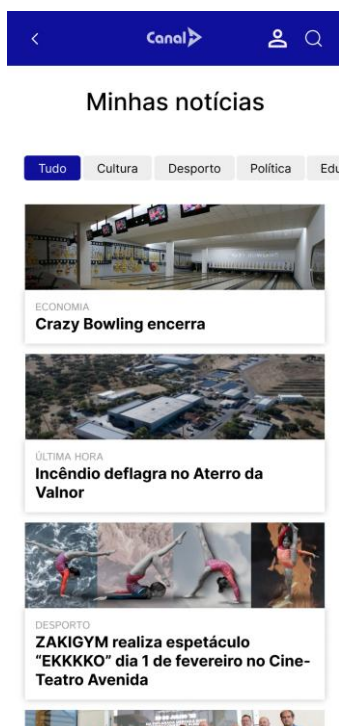 Canal
Minhas notícias
Tudo Cultura Desporto Política Edu
ECONOMIA
Crazy Bowling encerra
ÚLTIMA HORA
Incêndio deflagra no Aterro da
Valnor
DESPORTO
ZAKIGYM realiza espetáculo
“EKKKKO” dia 1 de fevereiro no Cine-
Teatro Avenida